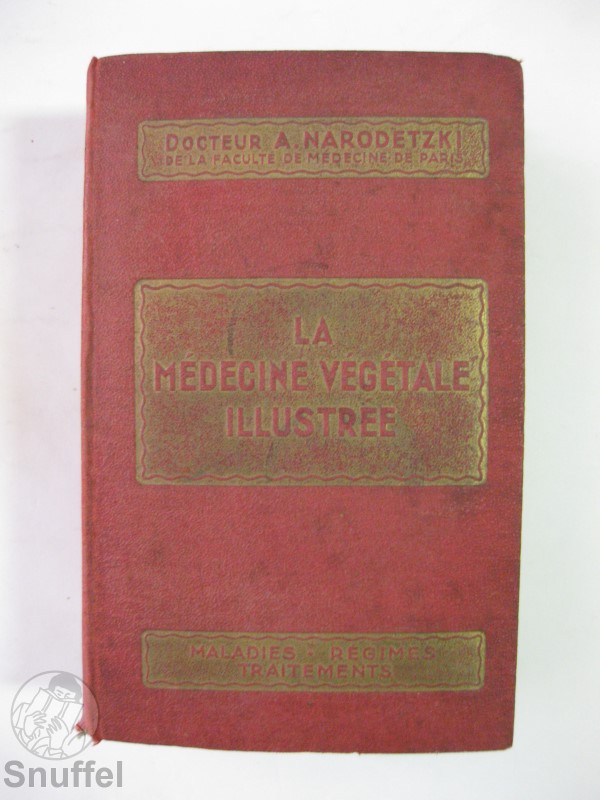 DOCTEUR A. NARODETZKI
DE LA FACULTÉ DE MÉDECINE DE PARIS
LA
MÉDECINE VÉGÉTALE
ILLUSTRÉE
MALADIES : RÉGIMES
TRAITEMENTS
Snuffel